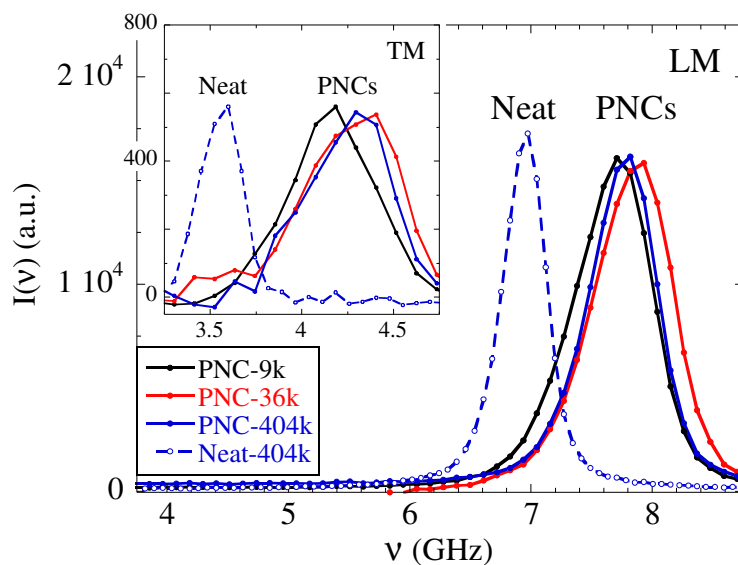 800
400
0
TM
Neat
PNCs
3.5
4
4.5
LM
Neat
PNCs
2 10⁴
1 10⁴
0
I(ν) (a.u.)
PNC-9k
PNC-36k
PNC-404k
Neat-404k
4
5
6
7
8
ν (GHz)